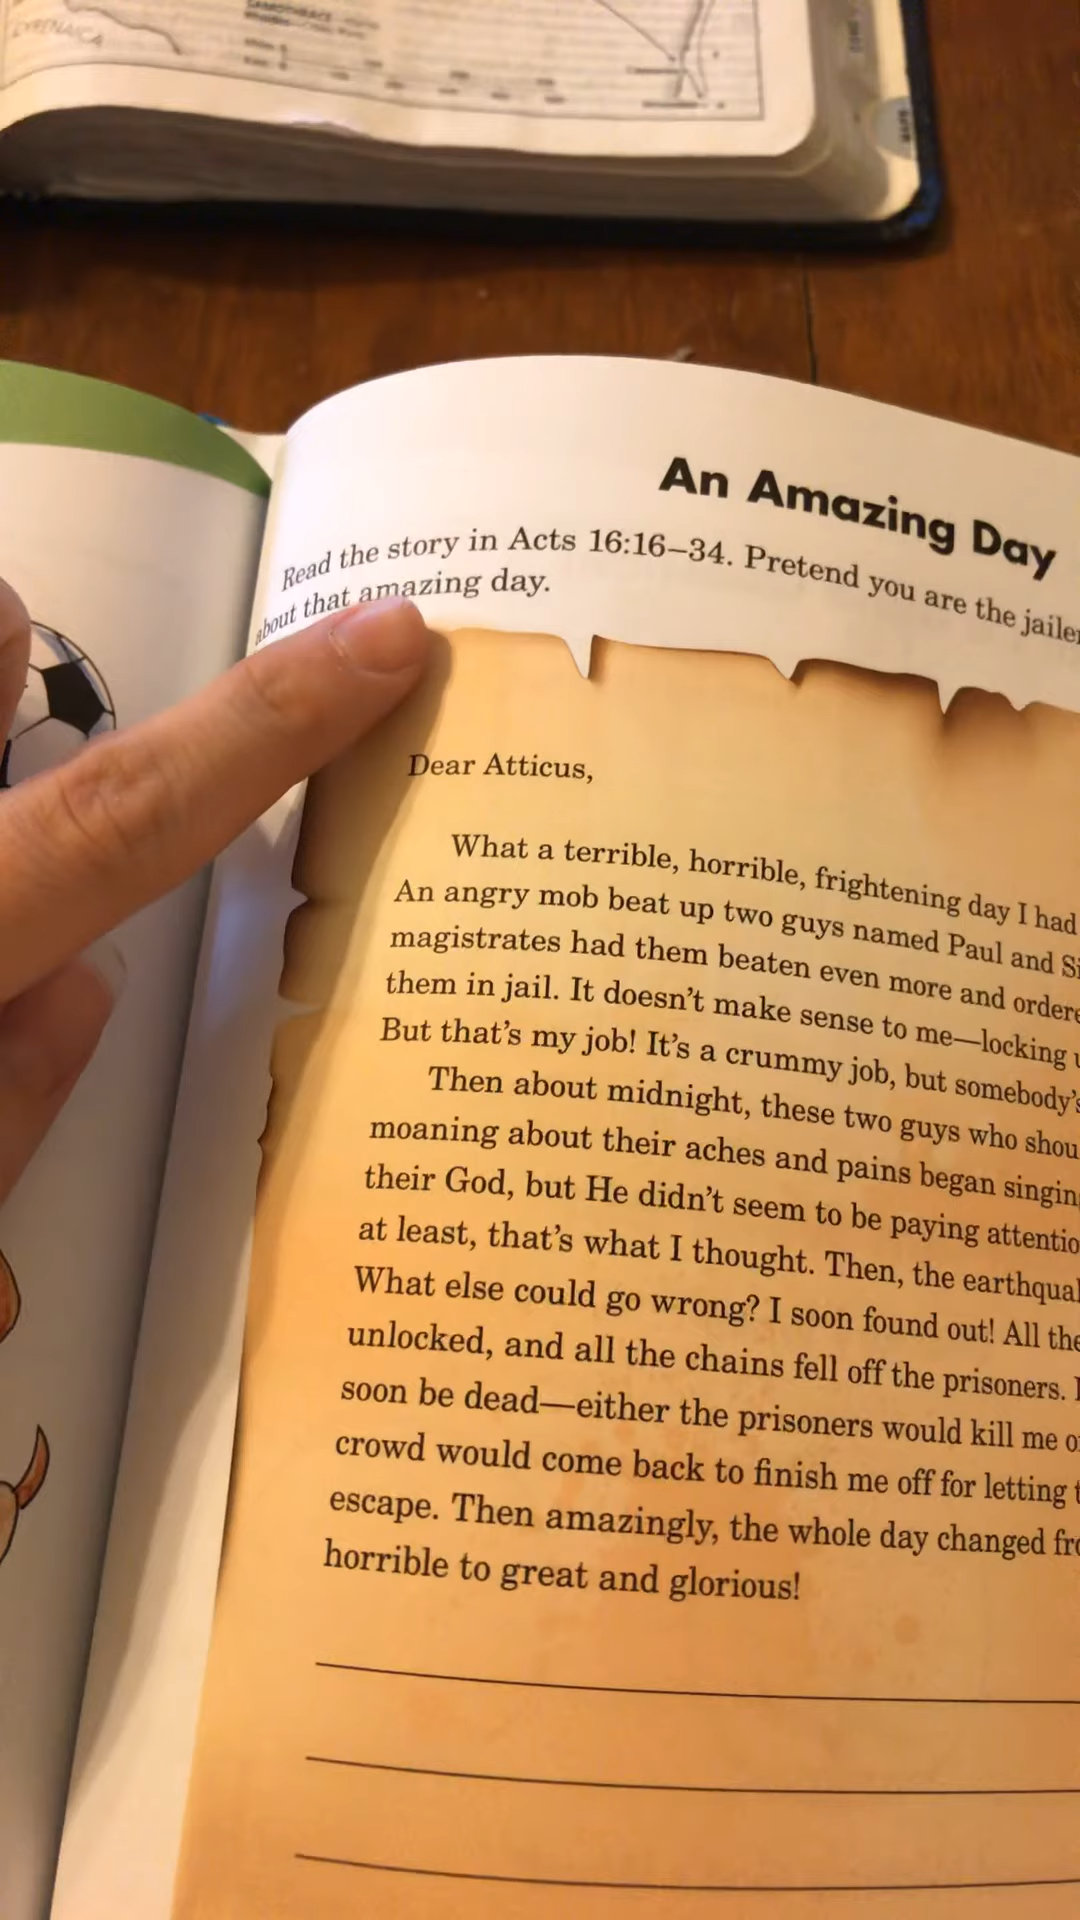 CYRENAICA
SAMOTHRACE
An Amazing Day
Read the story in Acts 16:16–34. Pretend you are the jailer
about that amazing day.
Dear Atticus,
What a terrible, horrible, frightening day I had
An angry mob beat up two guys named Paul and
magistrates had them beaten even more and
them in jail. It doesn't make sense to me—locking
But that's my job! It's a crummy job, but somebody's
Then about midnight, these two guys who
moaning about their aches and pains began
their God, but He didn't seem to be paying
at least, that's what I thought. Then, the
What else could go wrong? I soon found out! All the
unlocked, and all the chains fell off the prisoners.
soon be dead—either the prisoners would kill me
crowd would come back to finish me off for letting
escape. Then amazingly, the whole day changed
horrible to great and glorious!